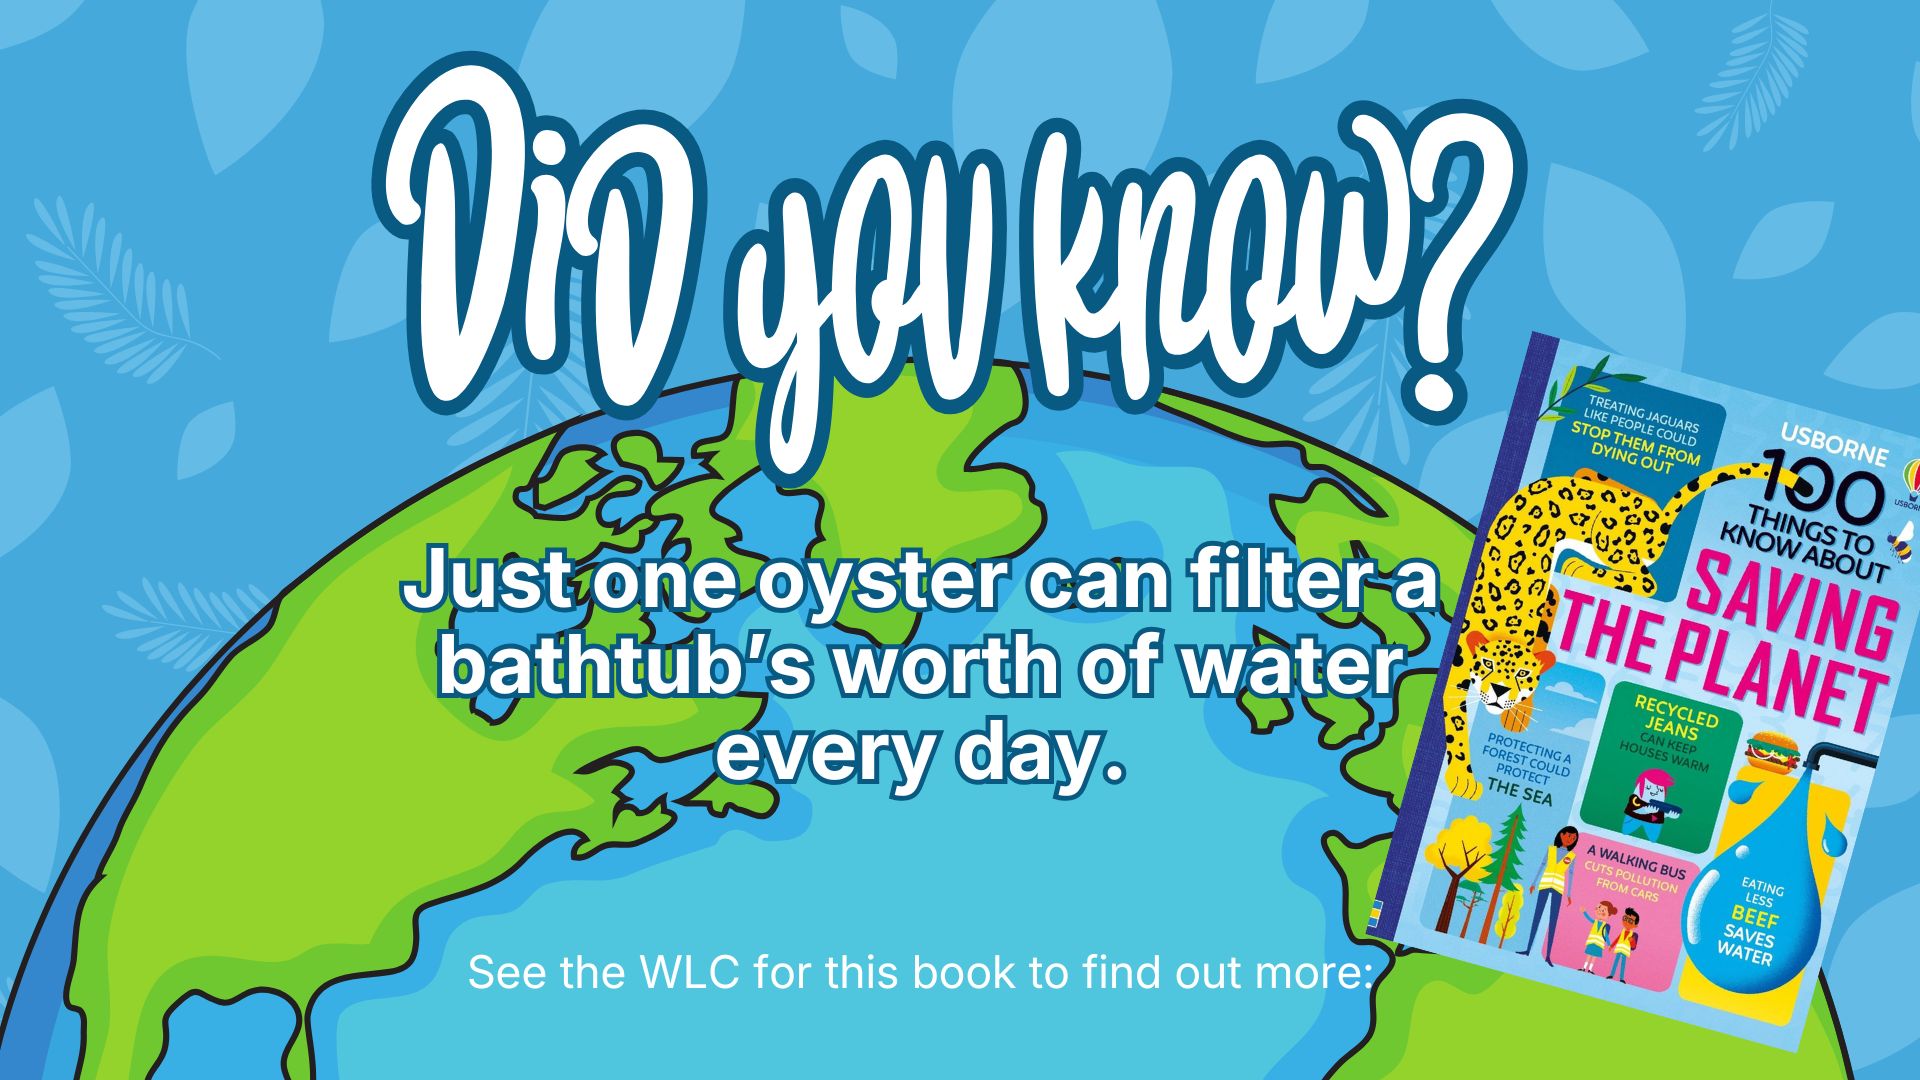 DiD you know?
Just one oyster can filter a
bathtub's worth of water
every day.
See the WLC for this book to find out more:
TREATING JAGUARS
LIKE PEOPLE COULD
STOP THEM FROM
DYING OUT
USBORNE
100
THINGS TO
KNOW ABOUT
SAVING
THE PLANET
RECYCLED
JEANS
CAN KEEP
HOUSES WARM
PROTECTING A
FOREST COULD
PROTECT
THE SEA
A WALKING BUS
CUTS POLLUTION
FROM CARS
EATING
LESS
BEEF
SAVES
WATER